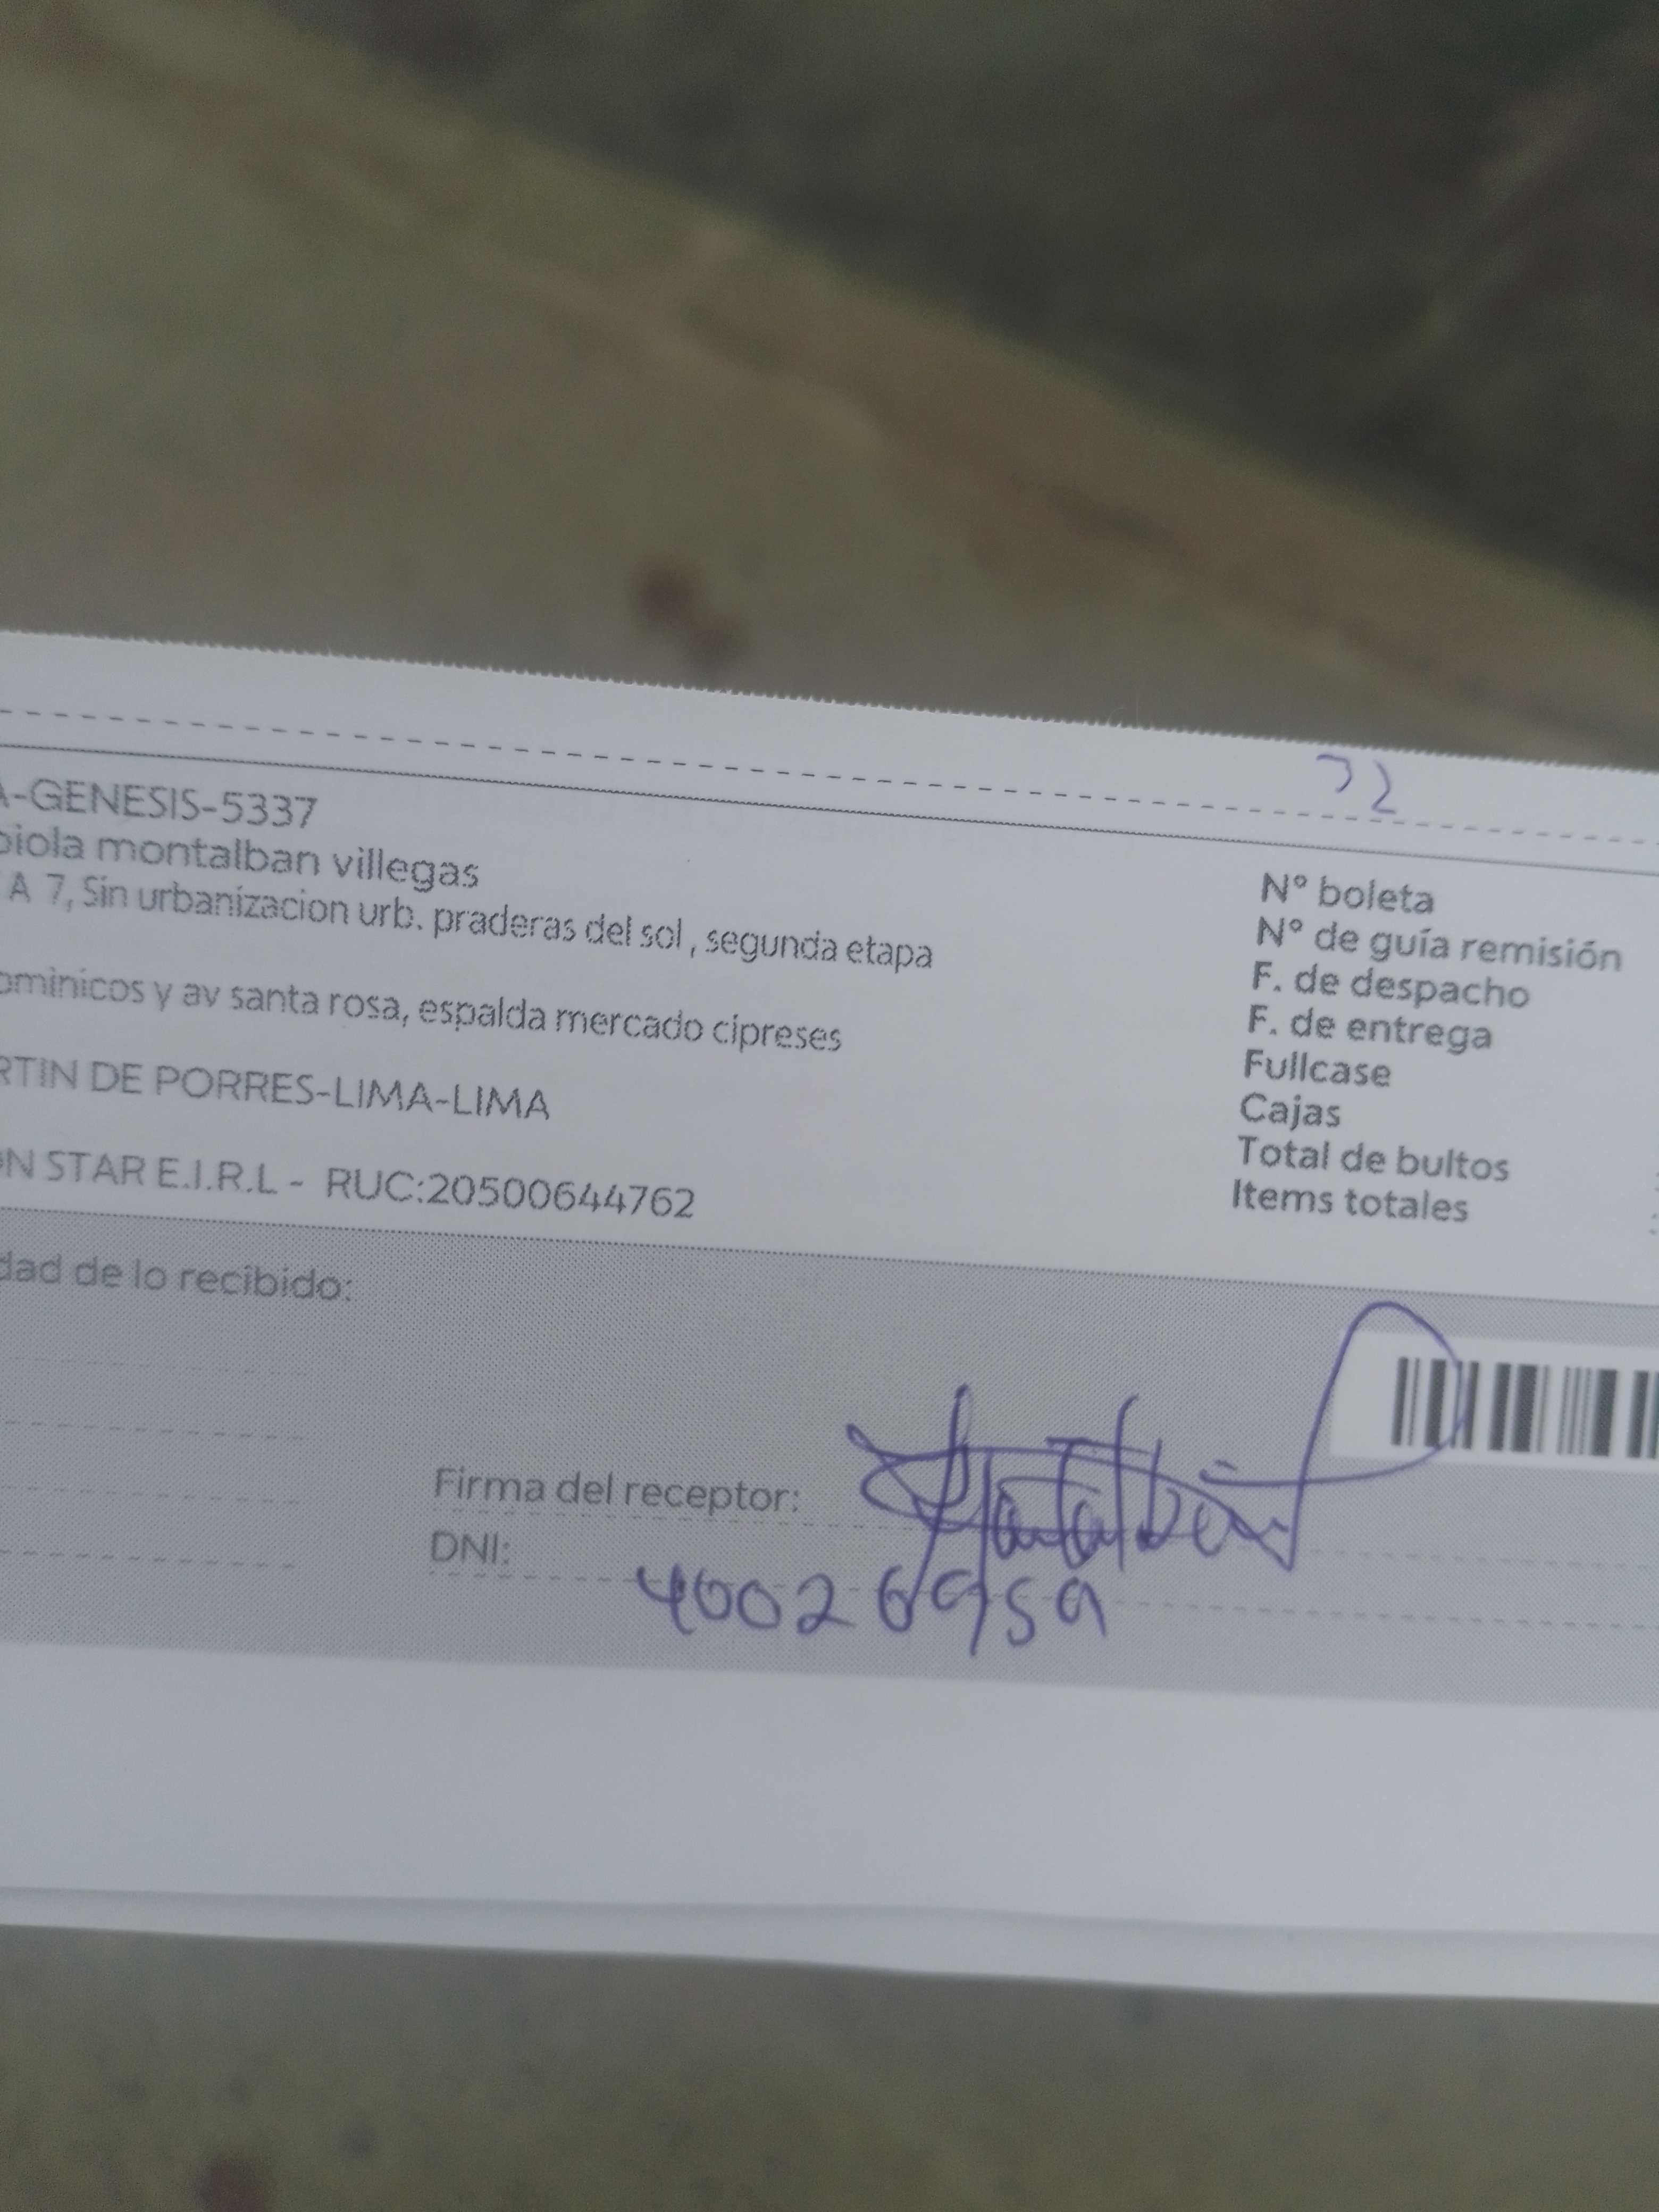 32
A-GENESIS-5337
biola montalban villegas
A 7, Sin urbanizacion urb. praderas del sol , segunda etapa
ominicos y av santa rosa, espalda mercado cipreses
RTIN DE PORRES-LIMA-LIMA
ON STAR E.I.R.L - RUC:20500644762
N° boleta
N° de guía remisión
F. de despacho
F. de entrega
Fullcase
Cajas
Total de bultos
Items totales
dad de lo recibido:
Firma del receptor:
DNI: 40026959